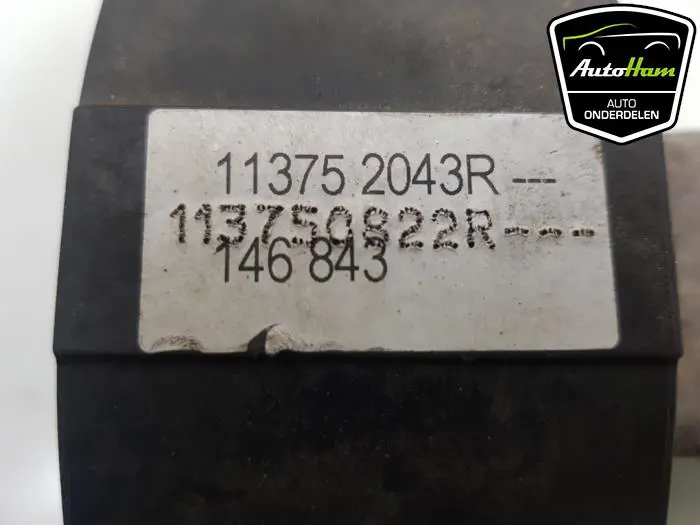 AutoHam
AUTO
ONDERDELEN
11375 2043R ---
113750822R---
146 843